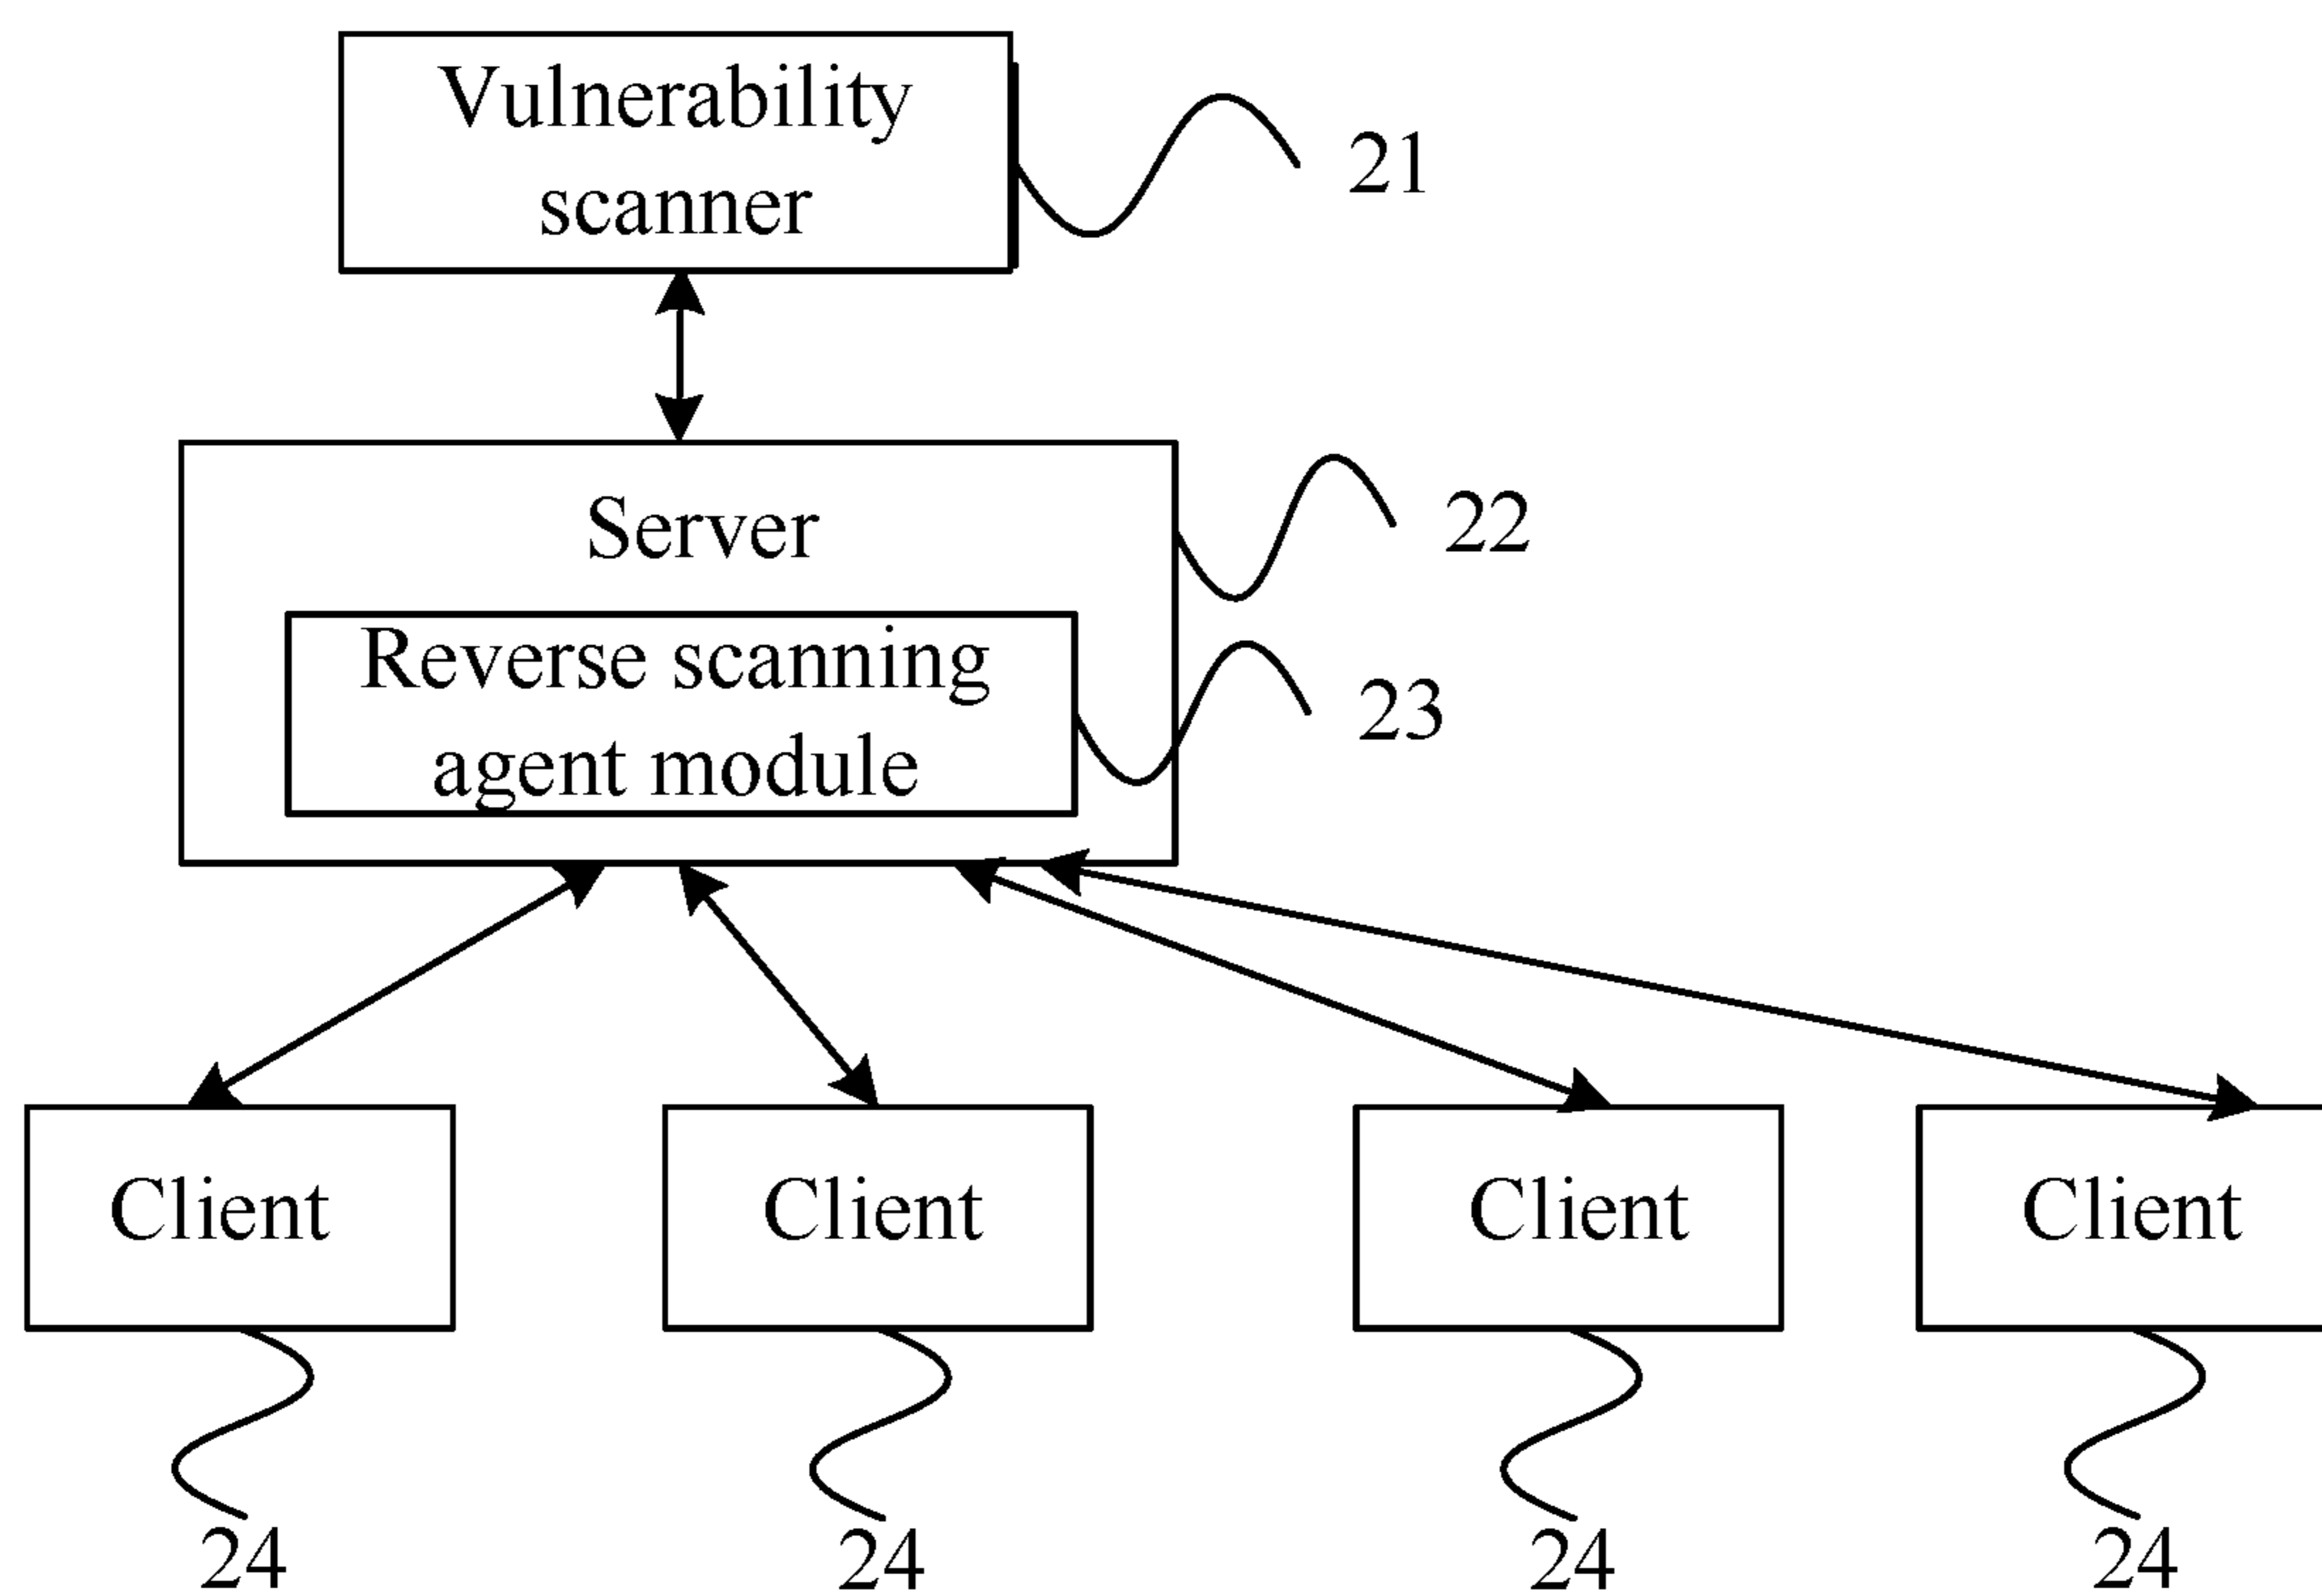 Vulnerability
scanner
21
Server
22
Reverse scanning
agent module
23
Client
Client
Client
Client
24
24
24
24